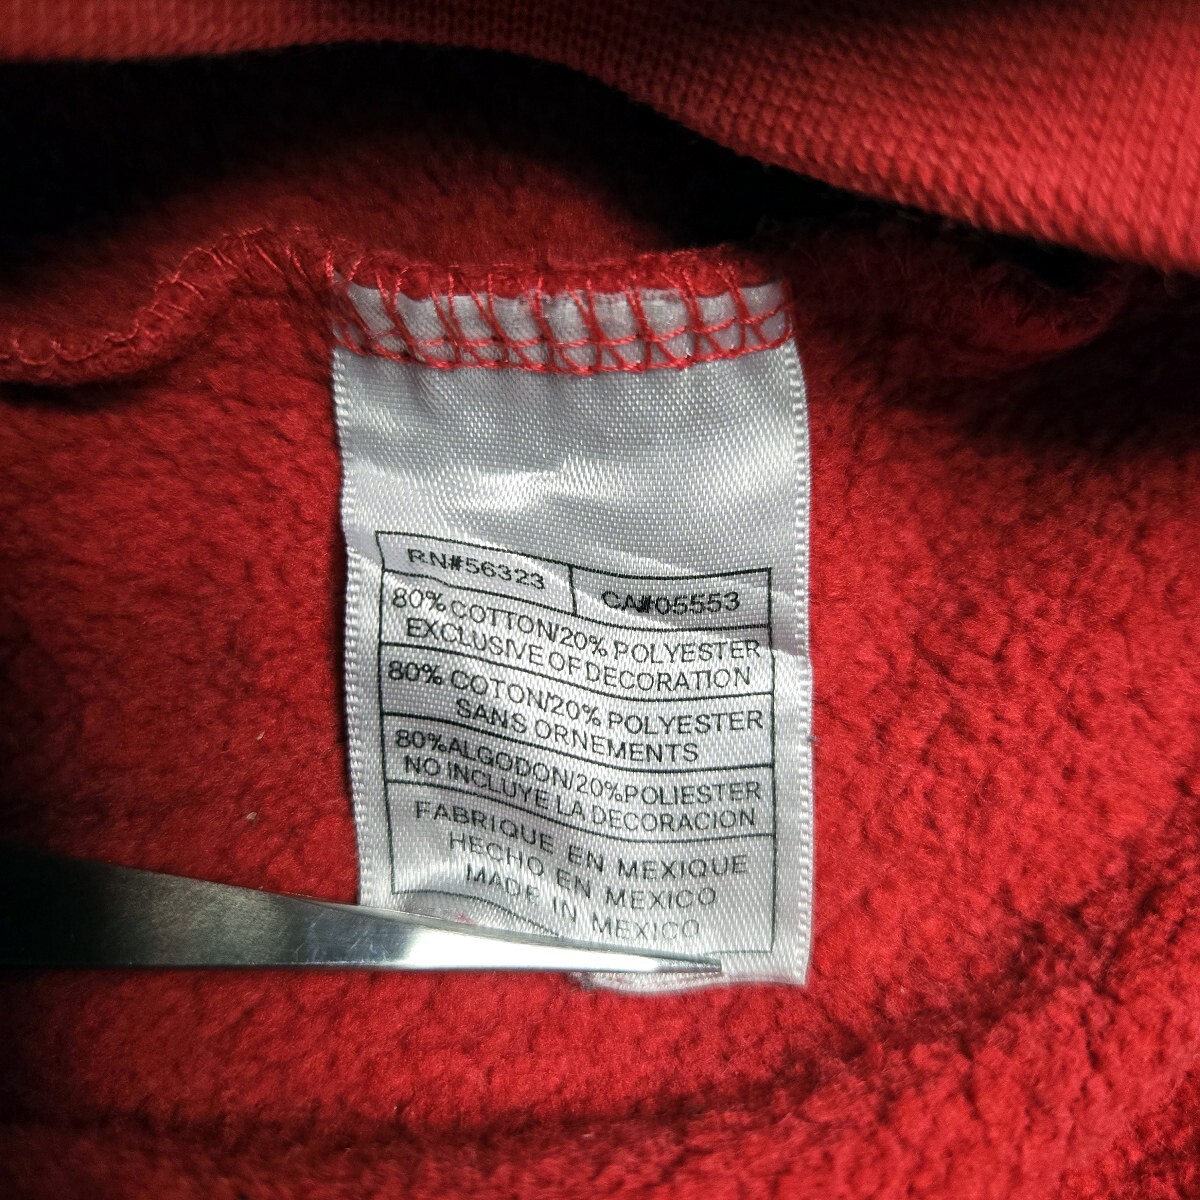 RN#56323
CA#05553
80% COTTON/20% POLYESTER
EXCLUSIVE OF DECORATION
80% COTON/20% POLYESTER
SANS ORNEMENTS
80% ALGODON/20% POLIESTER
NO INCLUYE LA DECORACION
FABRIQUE EN MEXIQUE
HECHO EN MEXICO
MADE IN MEXICO